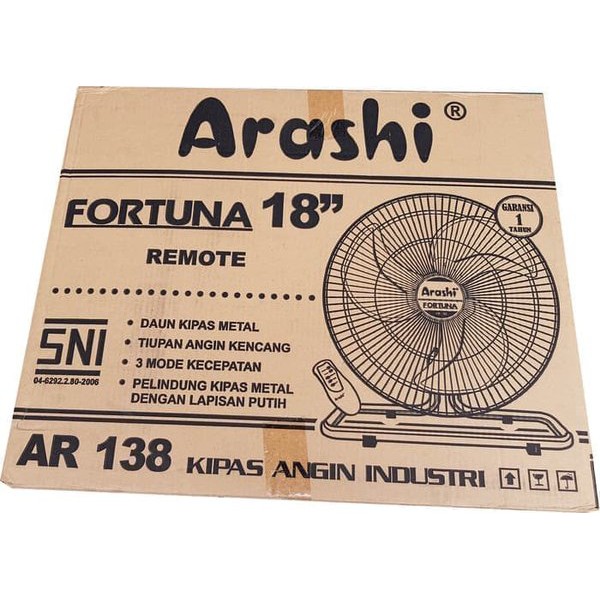 Arashi®
FORTUNA 18”
REMOTE
GARANSI
1
TAHUN
Arashi
FORTUNA
SNI
04-6292.2.80-2006
• DAUN KIPAS METAL
• TIUPAN ANGIN KENCANG
• 3 MODE KECEPATAN
• PELINDUNG KIPAS METAL
DENGAN LAPISAN PUTIH
AR 138 KIPAS ANGIN INDUSTRI